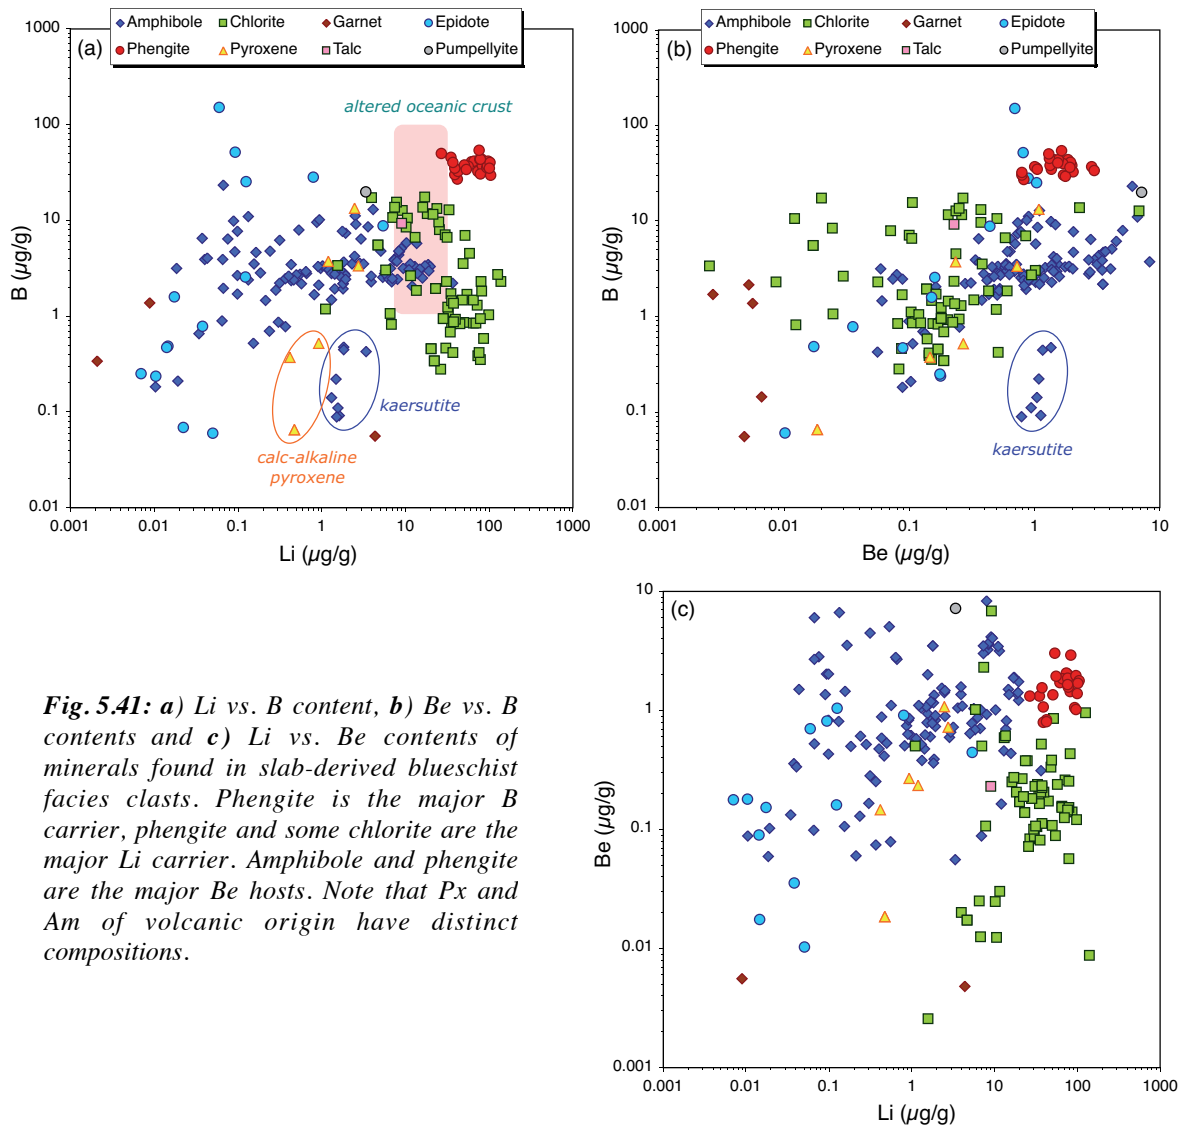 Amphibole Chlorite Garnet Epidote
Phengite Pyroxene Talc Pumpellyite
(a)
altered oceanic crust
kaersutite
calc-alkaline
pyroxene
1000
100
10
1
0.1
0.01
B (µg/g)
0.001 0.01 0.1 1 10 100 1000
Li (µg/g)
Amphibole Chlorite Garnet Epidote
Phengite Pyroxene Talc Pumpellyite
(b)
kaersutite
1000
100
10
1
0.1
0.01
B (µg/g)
0.001 0.01 0.1 1 10
Be (µg/g)
(c)
10
1
0.1
0.01
0.001
Be (µg/g)
0.001 0.01 0.1 1 10 100 1000
Li (µg/g)
Fig. 5.41: a) Li vs. B content, b) Be vs. B
contents and c) Li vs. Be contents of
minerals found in slab-derived blueschist
facies clasts. Phengite is the major B
carrier, phengite and some chlorite are the
major Li carrier. Amphibole and phengite
are the major Be hosts. Note that Px and
Am of volcanic origin have distinct
compositions.